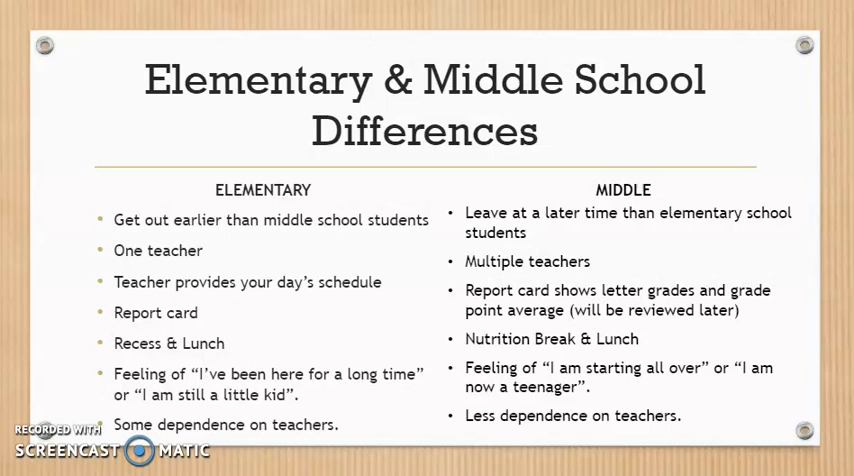 Elementary & Middle School
Differences
ELEMENTARY
• Get out earlier than middle school students
• One teacher
• Teacher provides your day’s schedule
• Report card
• Recess & Lunch
• Feeling of “I’ve been here for a long time”
or “I am still a little kid”.
• Some dependence on teachers.
MIDDLE
• Leave at a later time than elementary school
students
• Multiple teachers
• Report card shows letter grades and grade
point average (will be reviewed later)
• Nutrition Break & Lunch
• Feeling of “I am starting all over” or “I am
now a teenager”.
• Less dependence on teachers.
RECORDED WITH
SCREENCAST MATIC